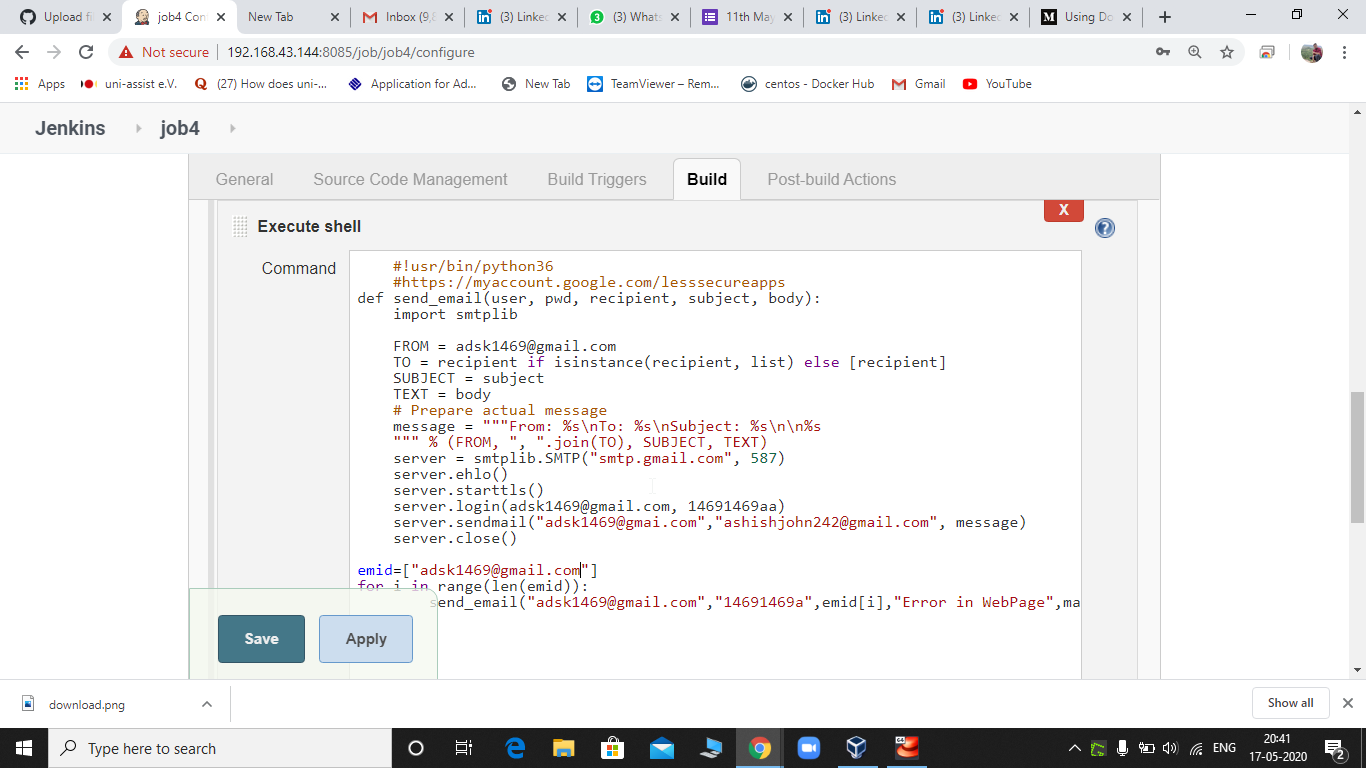 Upload fi
job4 Con
New Tab
Inbox (9,
(3) Linked
(3) Whats
11th May
(3) Linked
(3) Linked
Using Do
Not secure
192.168.43.144:8085/job/job4/configure
Apps
uni-assist e.V.
(27) How does uni-...
Application for Ad...
New Tab
TeamViewer – Rem...
centos - Docker Hub
Gmail
YouTube
Jenkins
job4
General
Source Code Management
Build Triggers
Build
Post-build Actions
Execute shell
X
?
Command
#!usr/bin/python36
#https://myaccount.google.com/lesssecureapps
def send_email(user, pwd, recipient, subject, body):
import smtplib
FROM = adsk1469@gmail.com
TO = recipient if isinstance(recipient, list) else [recipient]
SUBJECT = subject
TEXT = body
# Prepare actual message
message = """From: %s\nTo: %s\nSubject: %s\n\n%s
""" % (FROM, ", ".join(TO), SUBJECT, TEXT)
server = smtplib.SMTP("smtp.gmail.com", 587)
server.ehlo()
server.starttls()
server.login(adsk1469@gmail.com, 14691469aa)
server.sendmail("adsk1469@gmai.com","ashishjohn242@gmail.com", message)
server.close()
emid=["adsk1469@gmail.com"]
for i in range(len(emid)):
send_email("adsk1469@gmail.com","14691469a",emid[i],"Error in WebPage",ma
Save
Apply
download.png
Show all
Type here to search
64
ENG
20:41
17-05-2020
2